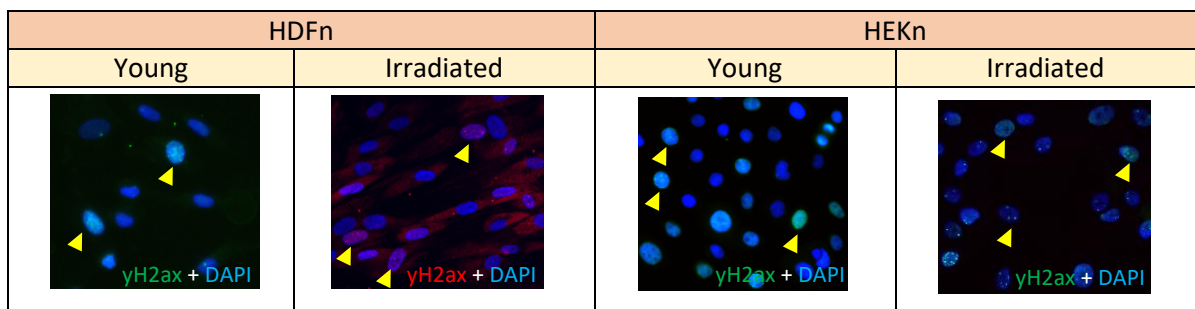 HDFn HEKn
Young Irradiated Young Irradiated
yH2ax + DAPI yH2ax + DAPI yH2ax + DAPI yH2ax + DAPI